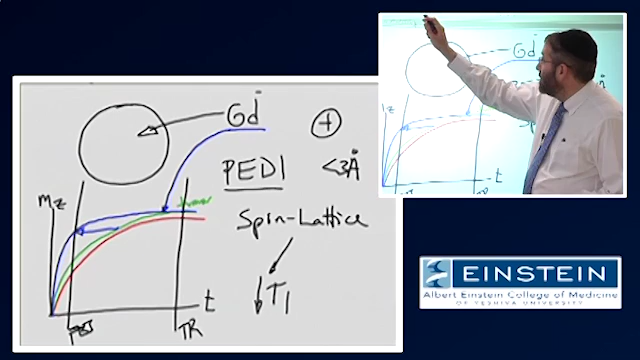 Gd
+
PEDI
<3Å
Mz
Spin-Lattice
↓T1
t
TR
Gd
z
t
EINSTEIN
Albert Einstein College of Medicine
OF YESHIVA UNIVERSITY